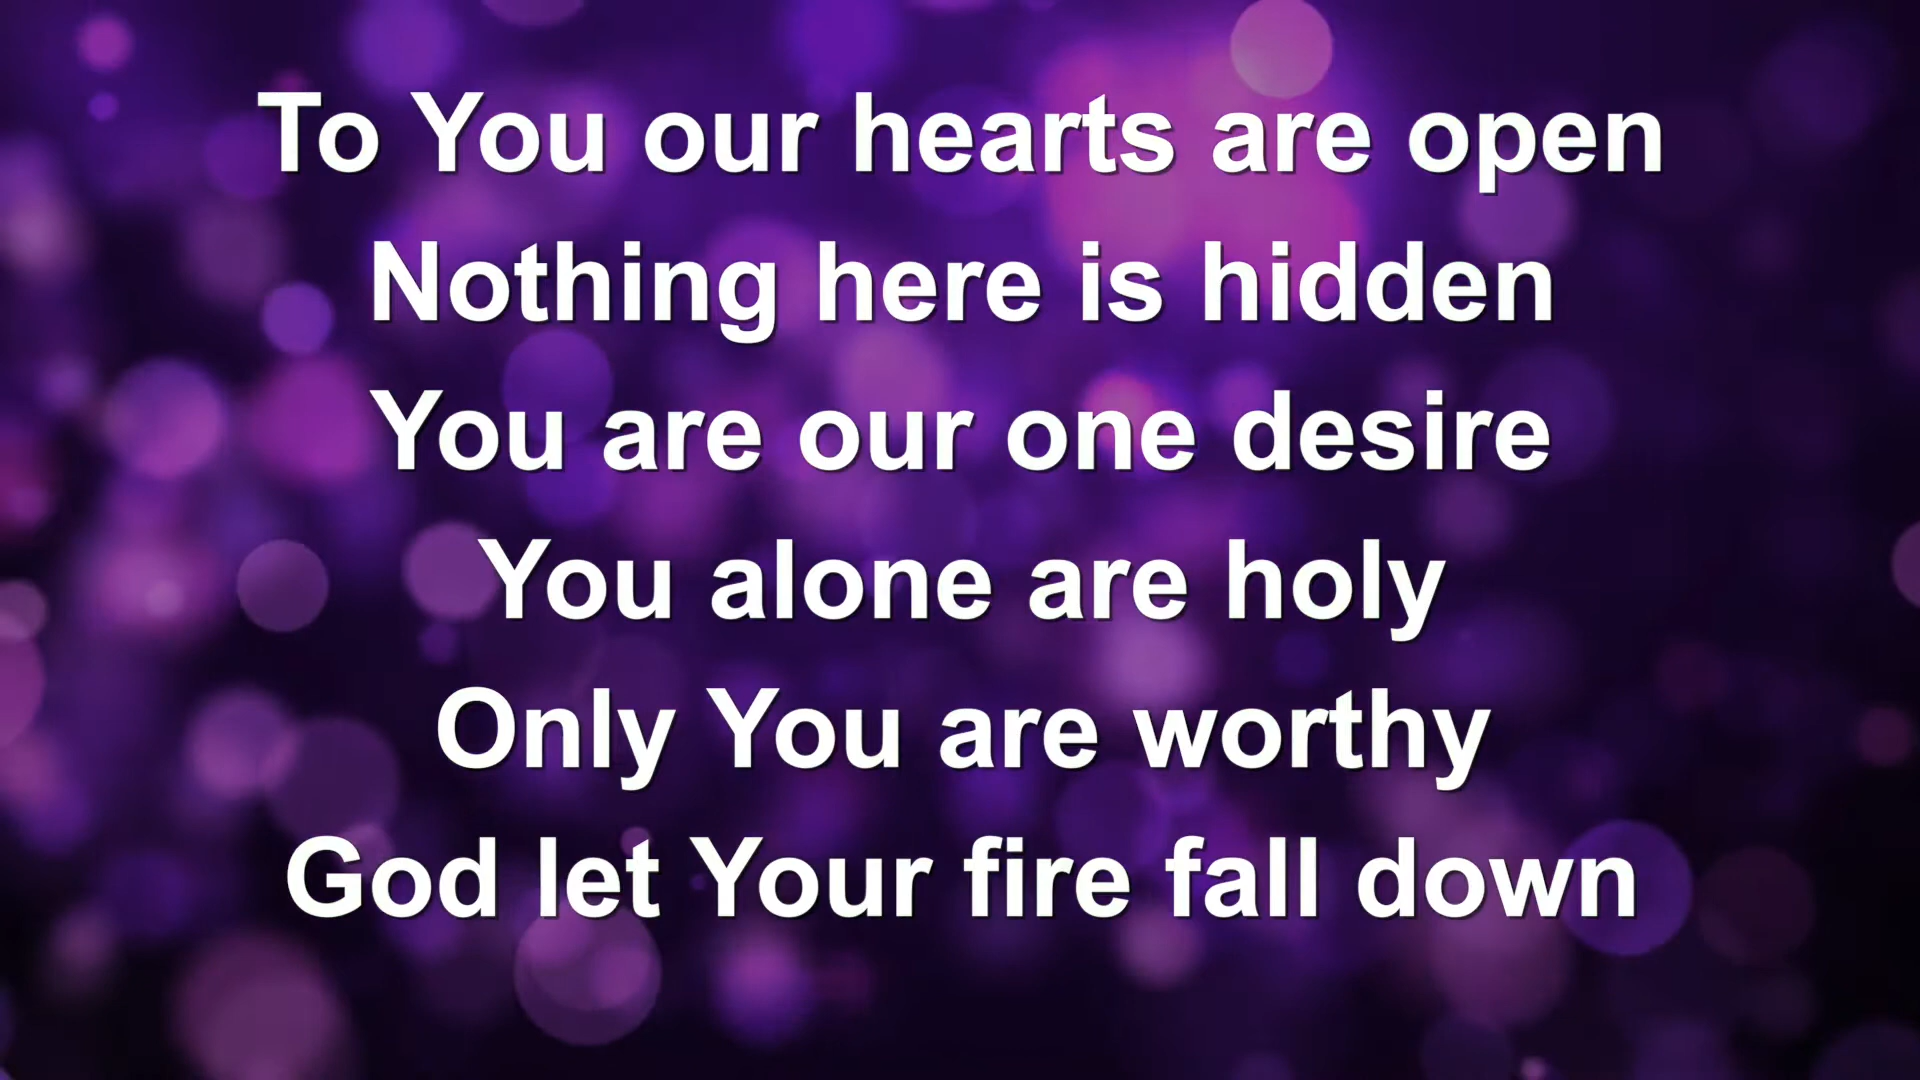 To You our hearts are open
Nothing here is hidden
You are our one desire
You alone are holy
Only You are worthy
God let Your fire fall down